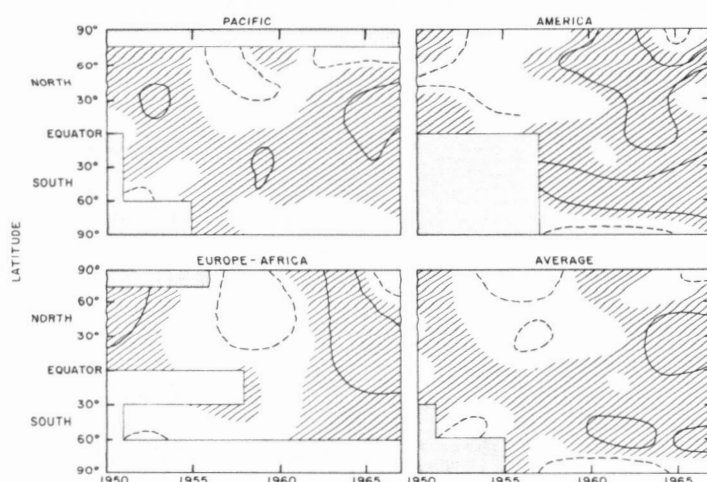 PACIFIC
AMERICA
90°
60°
NORTH
30°
EQUATOR
30°
SOUTH
60°
90°
LATITUDE
EUROPE-AFRICA
AVERAGE
90°
60°
NORTH
30°
EQUATOR
30°
SOUTH
60°
90°
1950
1955
1960
1965
1950
1955
1960
1965